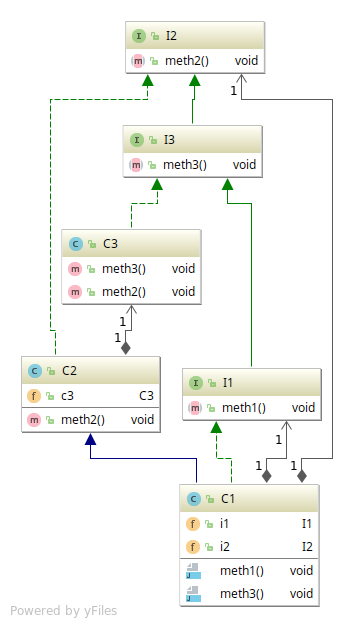 I I2
m meth2() void
1
I I3
m meth3() void
C C3
m meth3() void
m meth2() void
1
1
C C2
f c3 C3
m meth2() void
I I1
m meth1() void
1
1 1
C C1
f i1 I1
f i2 I2
J meth1() void
J meth3() void
Powered by yFiles